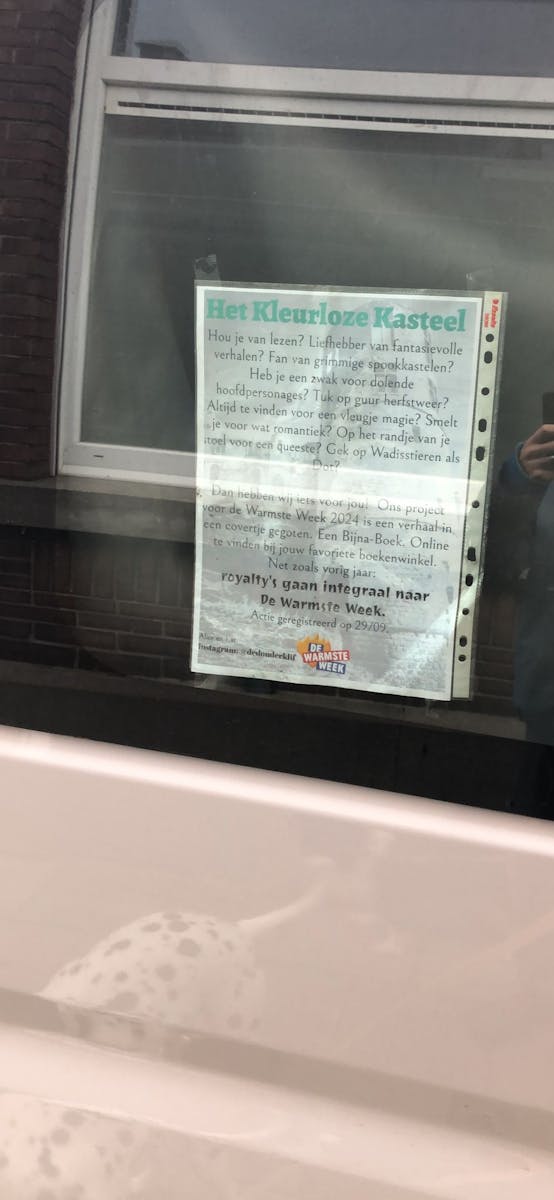 Het Kleurloze Kasteel
Hou je van lezen? Liefhebber van fantasievolle
verhalen? Fan van grimmige spookkastelen?
Heb je een zwak voor dolende
hoofdpersonages? Tuk op guur herfstweer?
Altijd te vinden voor een vleugje magie? Smelt
je voor wat romantiek? Op het randje van je
stoel voor een queeste? Gek op Wadisstieren als
Dot?
Dan hebben wij iets voor jou! Ons project
voor de Warmste Week 2024 is een verhaal in
een covertje gegoten. Een Bijna-Boek. Online
te vinden bij jouw favoriete boekenwinkel.
Net zoals vorig jaar:
royalty's gaan integraal naar
De Warmste Week.
Actie geregistreerd op 29/09.
Instagram: @dedonderklif
DE
WARMSTE
WEEK